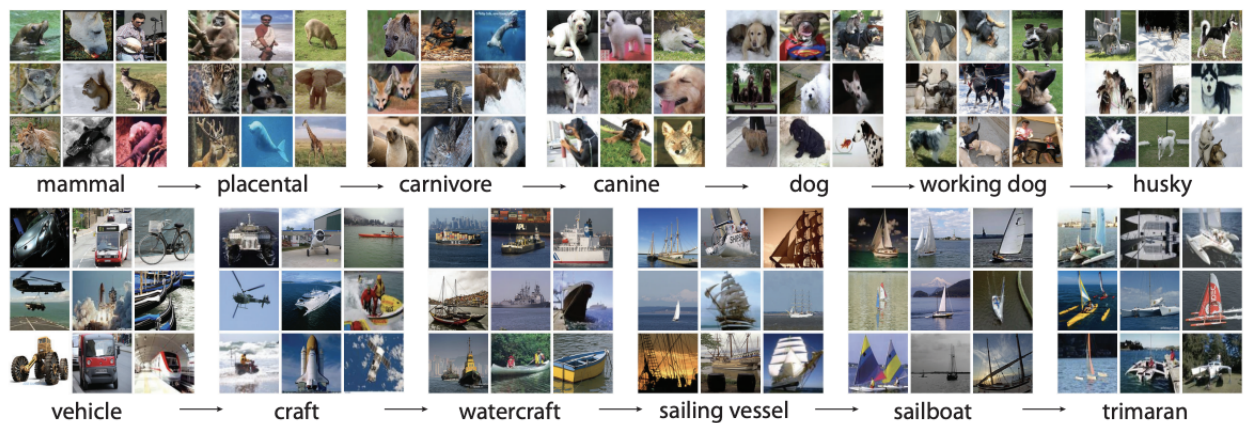 mammal → placental → carnivore → canine → dog → working dog → husky
vehicle → craft → watercraft → sailing vessel → sailboat → trimaran